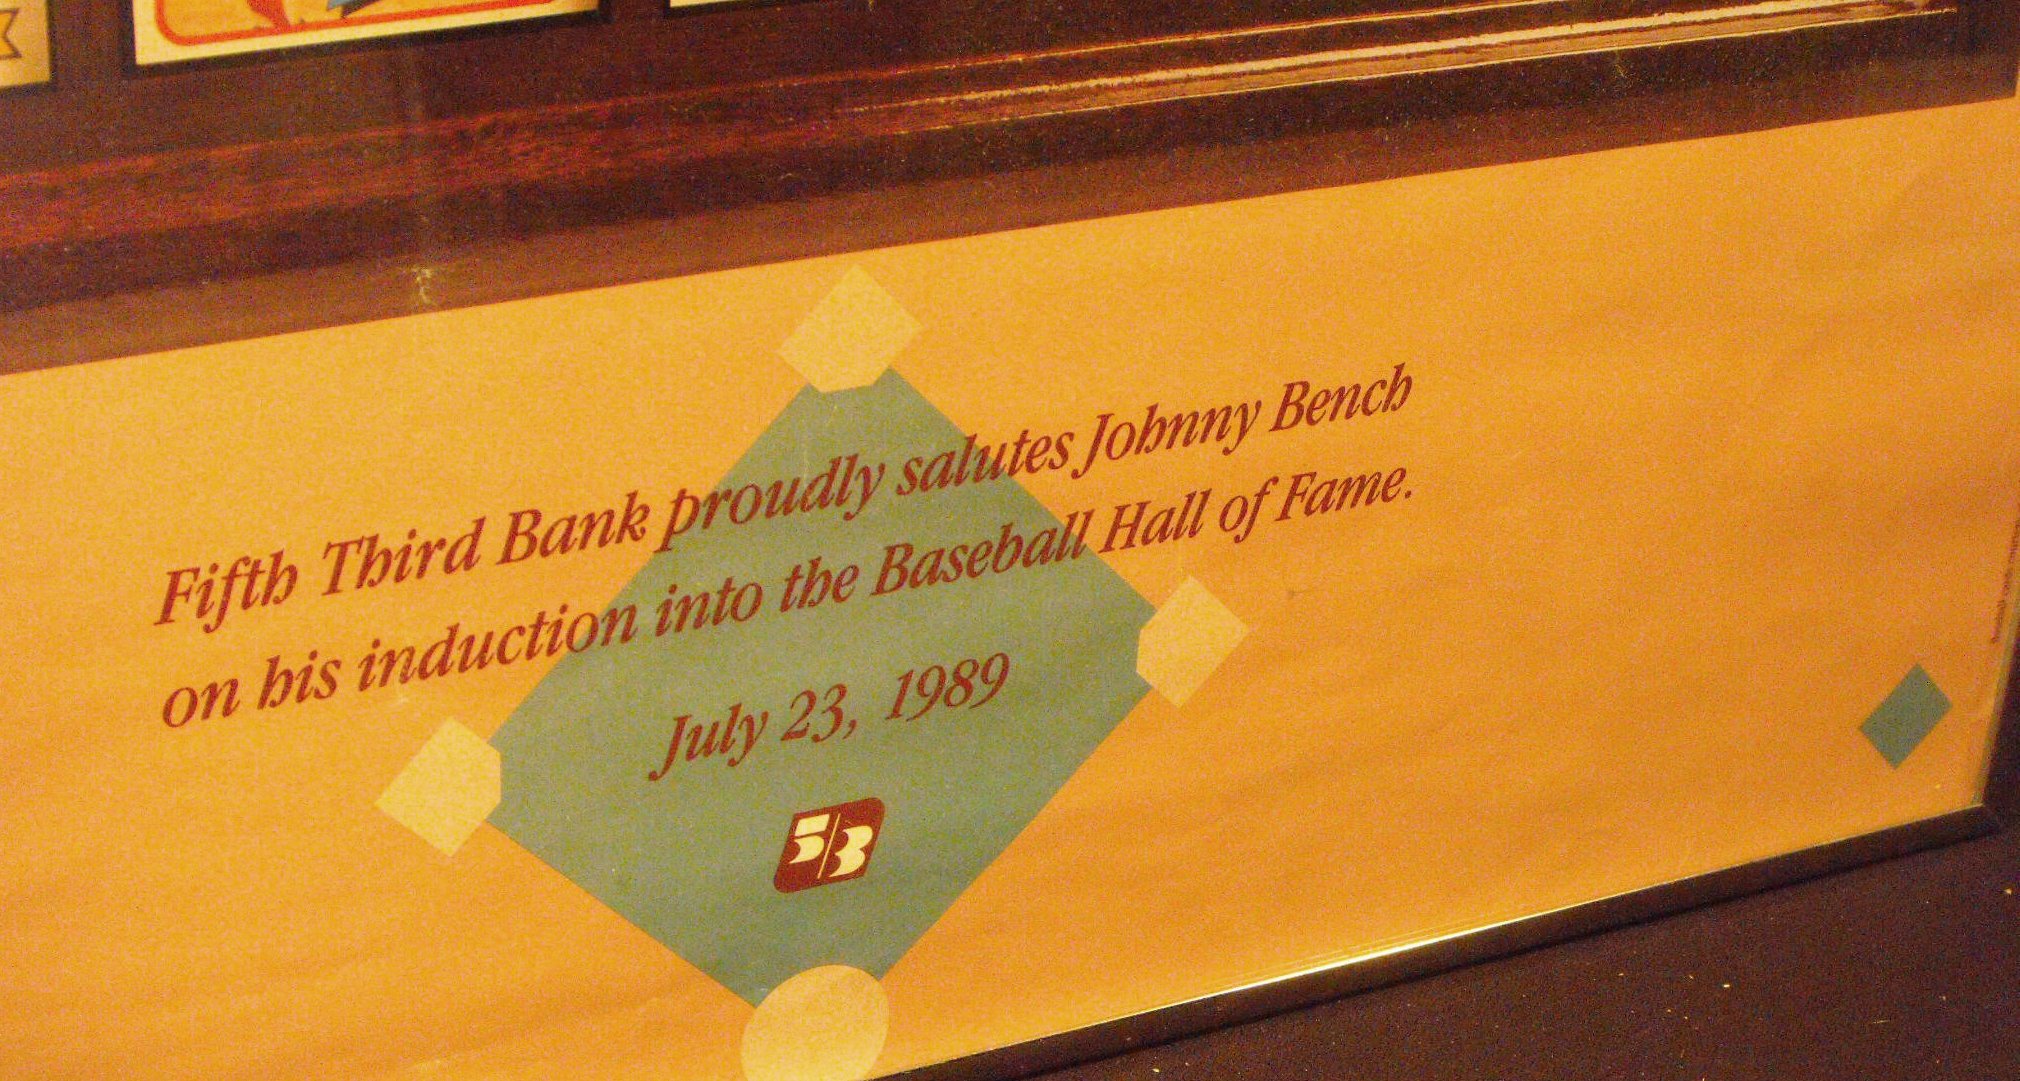 Fifth Third Bank proudly salutes Johnny Bench
on his induction into the Baseball Hall of Fame.
July 23, 1989
5/3